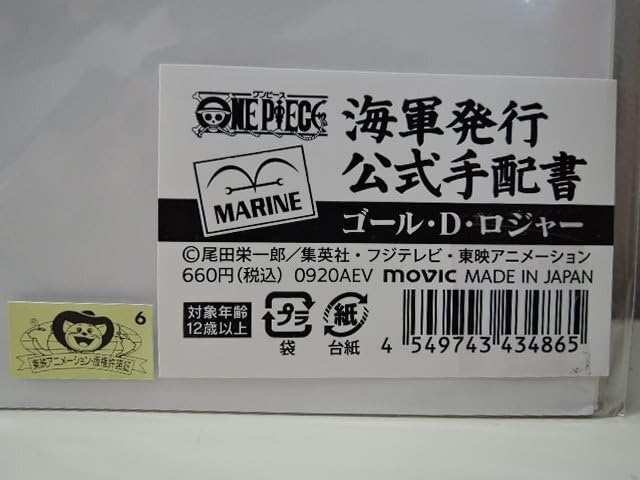 ワンピース
ONE PIECE
海軍発行
公式手配書
MARINE
ゴール・D・ロジャー
©尾田栄一郎/集英社・フジテレビ・東映アニメーション
660円(税込) 0920AEV movic MADE IN JAPAN
対象年齢
12歳以上
プラ
袋
紙
台紙
4 549743 434865
6
東映アニメーション・版権許諾証